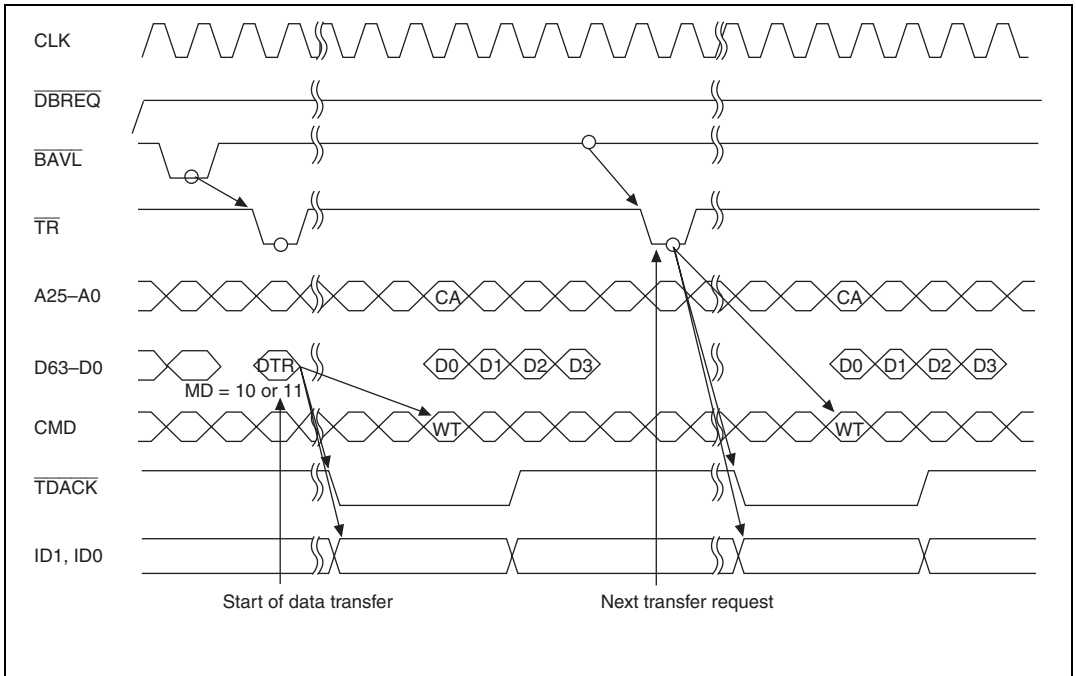 CLK
DBREQ
BAVL
TR
A25–A0 CA CA
D63–D0 DTR D0 D1 D2 D3 D0 D1 D2 D3
MD = 10 or 11
CMD WT WT
TDACK
ID1, ID0
Start of data transfer Next transfer request